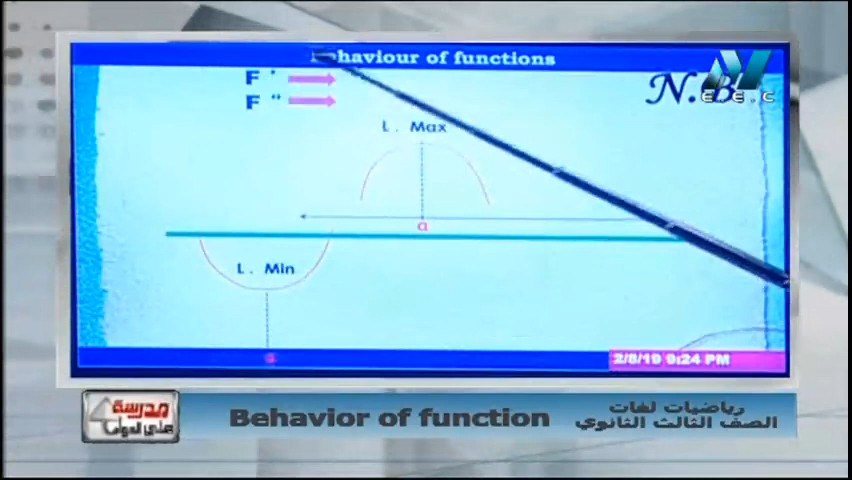 Behaviour of functions
F '
N.B
F "
E E . C
L . Max
a
L . Min
a
2/8/19 9:24 PM
مدرسة
على الهواء
Behavior of function
رياضيات لغات
الصف الثالث الثانوي